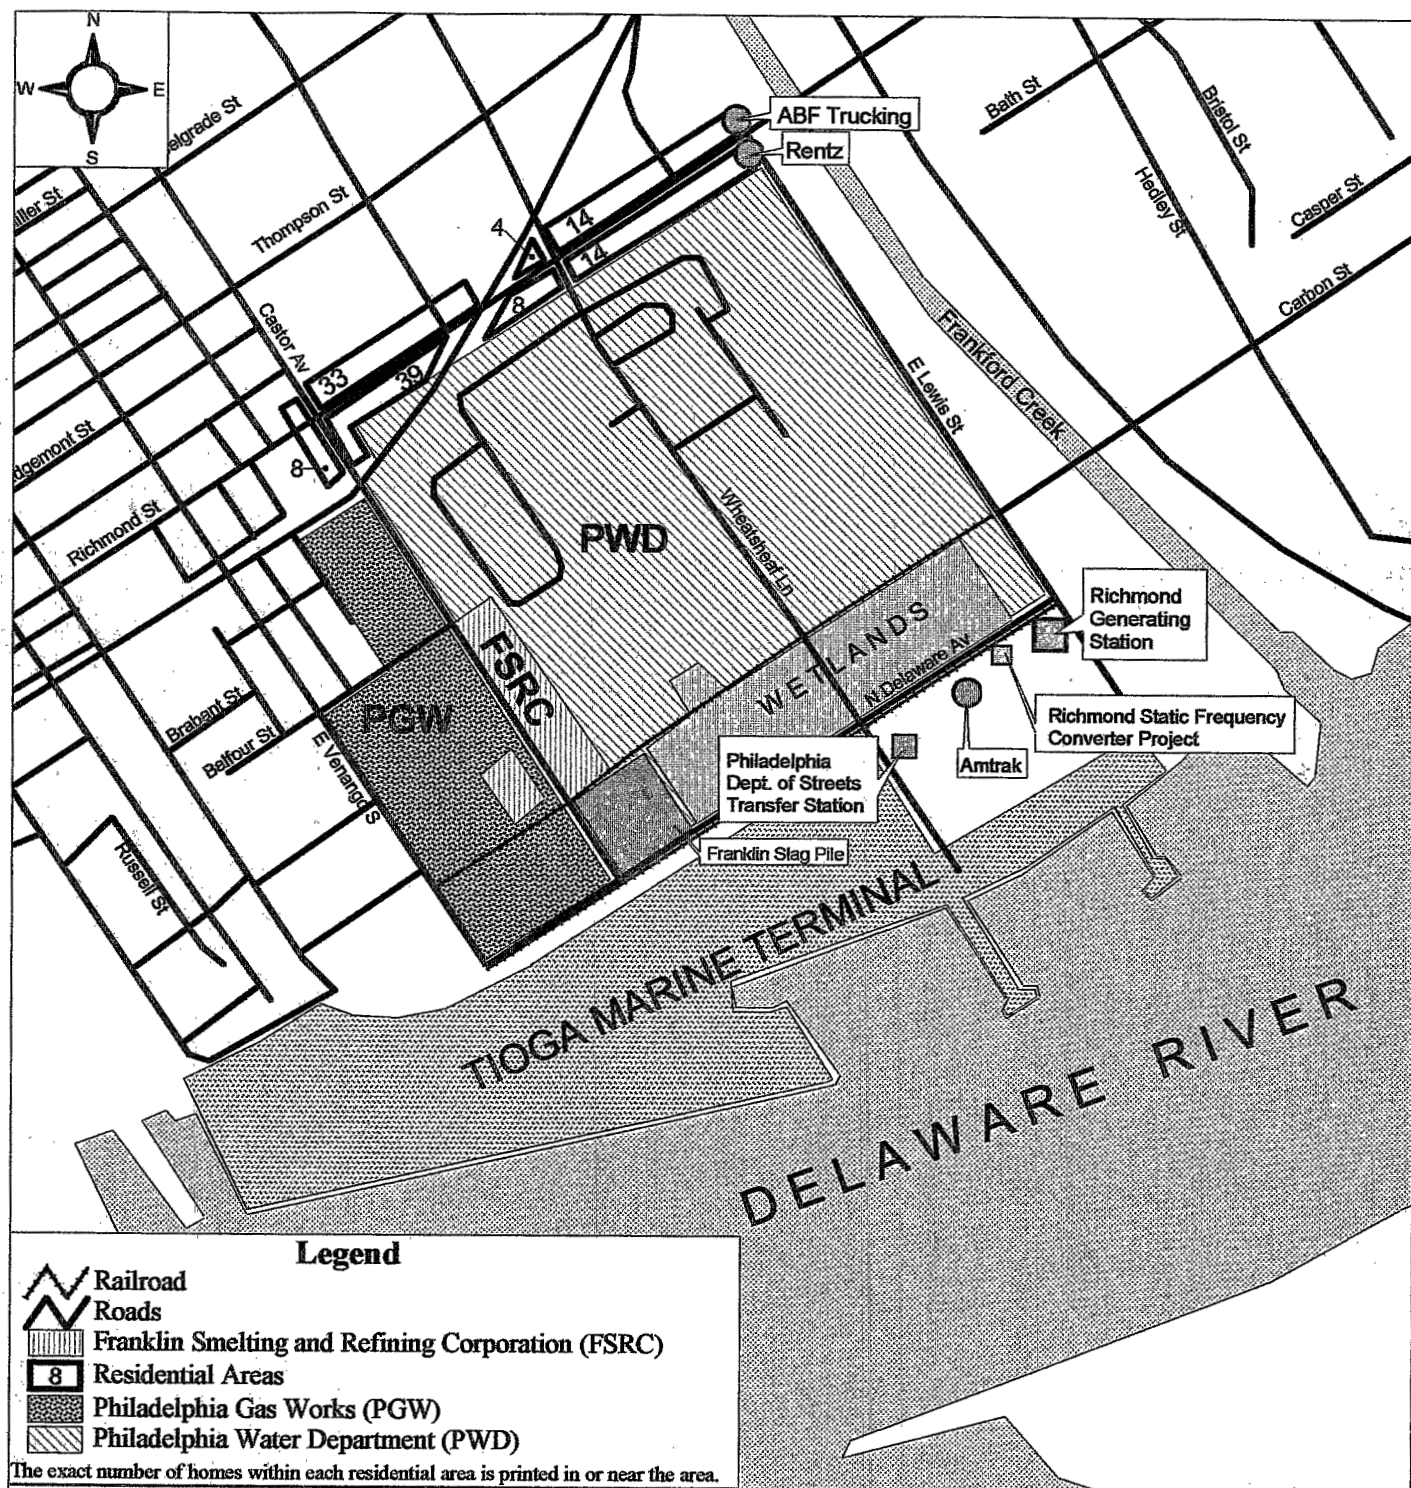 N
W E
S
elgrade St
iller St
Thompson St
Castor Av
dgemont St
Richmond St
ABF Trucking
Rentz
Bath St
Bristol St
Hedley St
Casper St
Carbon St
Frankford Creek
E Lewis St
4
14
14
8
33
39
8
PWD
Wheatsheaf Ln
FSRC
PGW
WETLANDS
N Delaware Av
Richmond
Generating
Station
Richmond Static Frequency
Converter Project
Amtrak
Philadelphia
Dept. of Streets
Transfer Station
Franklin Slag Pile
Brabant St
Balfour St
E Venango S
Russell St
TIOGA MARINE TERMINAL
DELAWARE RIVER
Legend
Railroad
Roads
Franklin Smelting and Refining Corporation (FSRC)
8 Residential Areas
Philadelphia Gas Works (PGW)
Philadelphia Water Department (PWD)
The exact number of homes within each residential area is printed in or near the area.